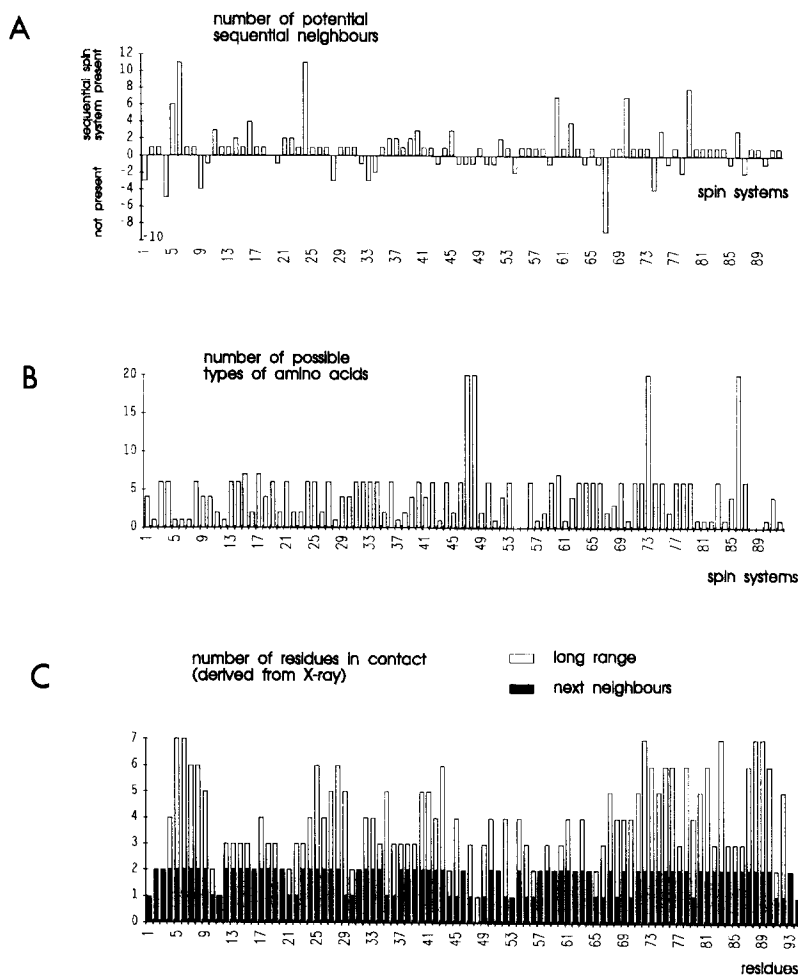 A
number of potential
sequential neighbours
sequential spin
system present
not present
12
10
8
6
4
2
0
-2
-4
-6
-8
-10
spin systems
1 5 9 13 17 21 25 29 33 37 41 45 49 53 57 61 65 69 73 77 81 85 89
B
number of possible
types of amino acids
20
15
10
5
0
1 5 9 13 17 21 25 29 33 37 41 45 49 53 57 61 65 69 73 77 81 85 89
spin systems
C
number of residues in contact
(derived from X-ray)
long range
next neighbours
7
6
5
4
3
2
1
0
1 5 9 13 17 21 25 29 33 37 41 45 49 53 57 61 65 69 73 77 81 85 89 93
residues